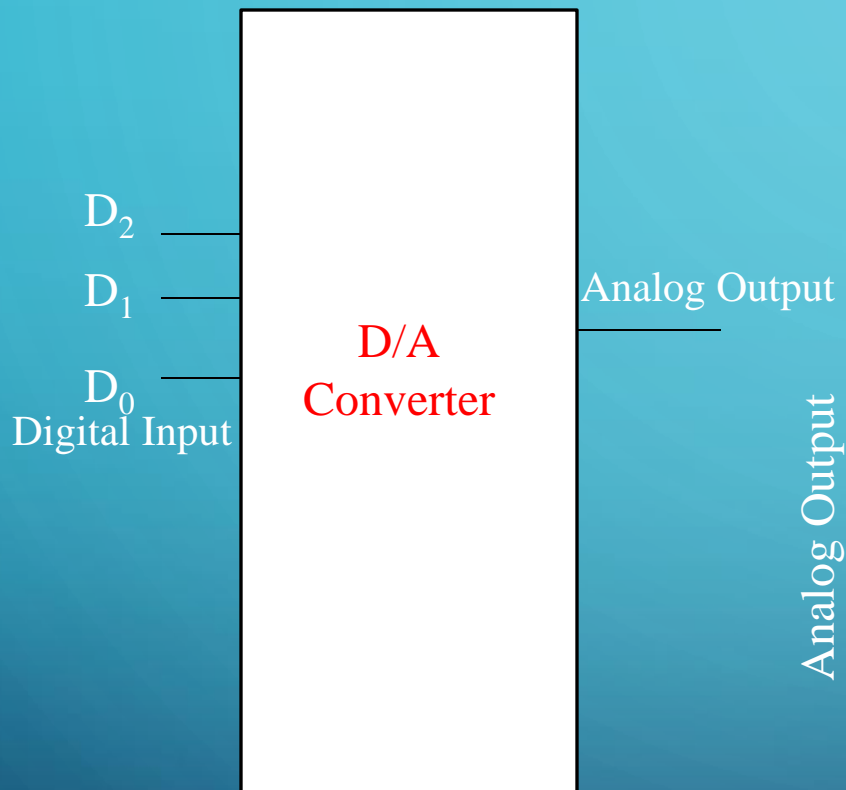 D₂
D₁
D₀
Digital Input
D/A
Converter
Analog Output
Analog Output